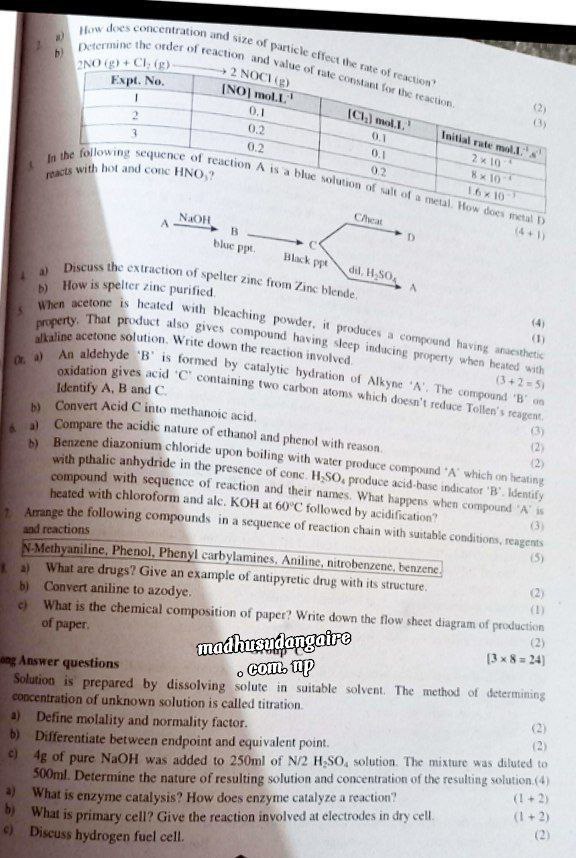 a) How does concentration and size of particle effect the rate of reaction? (2)
b) Determine the order of reaction and value of rate constant for the reaction. (3)
2NO (g) + Cl₂ (g) ⟶ 2 NOCl (g)
Expt. No. [NO] mol.L⁻¹ [Cl₂] mol.L⁻¹ Initial rate mol.L⁻¹.s⁻¹
1 0.1 0.1 2 × 10⁻⁴
2 0.2 0.1 8 × 10⁻⁴
3 0.2 0.2 1.6 × 10⁻³
3. In the following sequence of reaction A is a blue solution of salt of a metal. How does metal D
reacts with hot and conc HNO₃? (4 + 1)
A NaOH B C C/heat D
blue ppt. Black ppt dil. H₂SO₄ A
4. a) Discuss the extraction of spelter zinc from Zinc blende. (4)
b) How is spelter zinc purified. (1)
5. When acetone is heated with bleaching powder, it produces a compound having anaesthetic
property. That product also gives compound having sleep inducing property when heated with
alkaline acetone solution. Write down the reaction involved. (3 + 2 = 5)
Or, a) An aldehyde 'B' is formed by catalytic hydration of Alkyne 'A'. The compound 'B' on
oxidation gives acid 'C' containing two carbon atoms which doesn't reduce Tollen's reagent.
Identify A, B and C. (3)
b) Convert Acid C into methanoic acid. (2)
6. a) Compare the acidic nature of ethanol and phenol with reason. (2)
b) Benzene diazonium chloride upon boiling with water produce compound 'A' which on heating
with pthalic anhydride in the presence of conc. H₂SO₄ produce acid-base indicator 'B'. Identify
compound with sequence of reaction and their names. What happens when compound 'A' is
heated with chloroform and alc. KOH at 60°C followed by acidification? (3)
7. Arrange the following compounds in a sequence of reaction chain with suitable conditions, reagents
and reactions (5)
N-Methyaniline, Phenol, Phenyl carbylamines, Aniline, nitrobenzene, benzene.
8. a) What are drugs? Give an example of antipyretic drug with its structure. (2)
b) Convert aniline to azodye. (1)
c) What is the chemical composition of paper? Write down the flow sheet diagram of production
of paper. (2)
madhusudangaire
. com. np
[3 × 8 = 24]
ong Answer questions
Solution is prepared by dissolving solute in suitable solvent. The method of determining
concentration of unknown solution is called titration.
a) Define molality and normality factor. (2)
b) Differentiate between endpoint and equivalent point. (2)
c) 4g of pure NaOH was added to 250ml of N/2 H₂SO₄ solution. The mixture was diluted to
500ml. Determine the nature of resulting solution and concentration of the resulting solution.(4)
a) What is enzyme catalysis? How does enzyme catalyze a reaction? (1 + 2)
b) What is primary cell? Give the reaction involved at electrodes in dry cell. (1 + 2)
c) Discuss hydrogen fuel cell. (2)